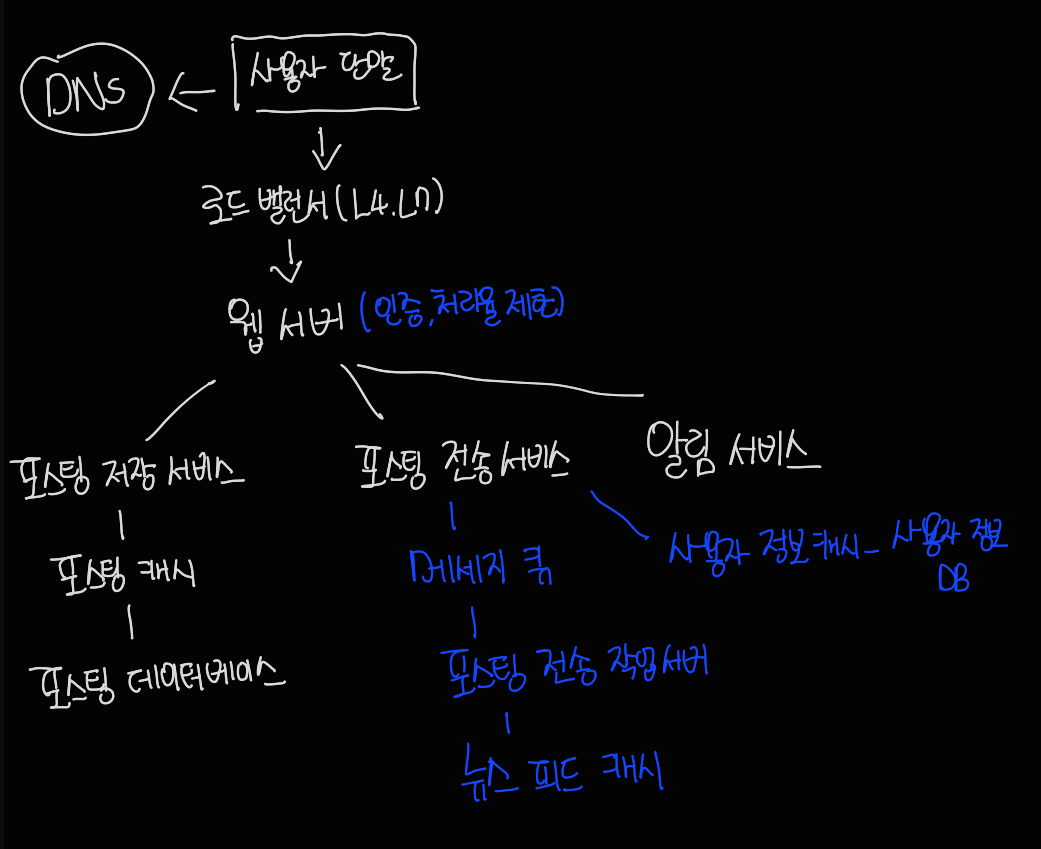 DNS
사용자 단말
로드 밸런서(L4.L7)
웹 서버 (인증,처리율 제한)
포스팅 저장 서비스
포스팅 전송 서비스
알림 서비스
포스팅 캐시
메세지 큐
사용자 정보 캐시 - 사용자 정보
DB
포스팅 데이터베이스
포스팅 전송 작업 서버
뉴스 피드 캐시